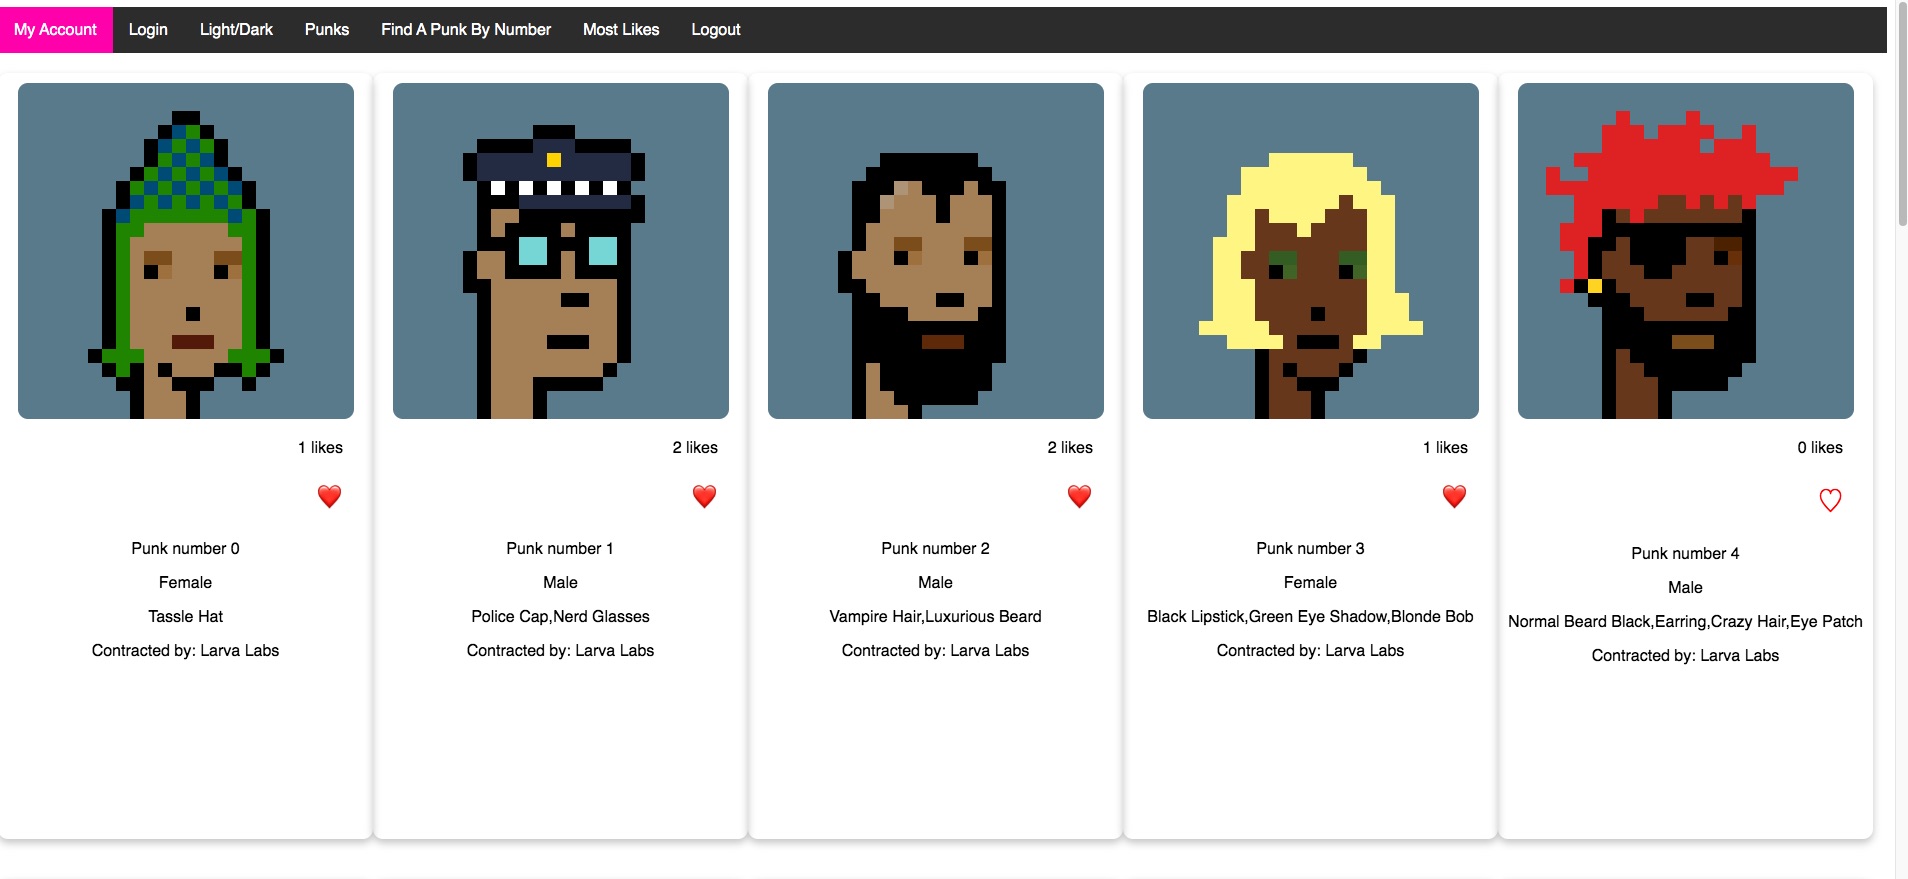 My Account Login Light/Dark Punks Find A Punk By Number Most Likes Logout
1 likes
Punk number 0
Female
Tassle Hat
Contracted by: Larva Labs
2 likes
Punk number 1
Male
Police Cap,Nerd Glasses
Contracted by: Larva Labs
2 likes
Punk number 2
Male
Vampire Hair,Luxurious Beard
Contracted by: Larva Labs
1 likes
Punk number 3
Female
Black Lipstick,Green Eye Shadow,Blonde Bob
Contracted by: Larva Labs
0 likes
Punk number 4
Male
Normal Beard Black,Earring,Crazy Hair,Eye Patch
Contracted by: Larva Labs